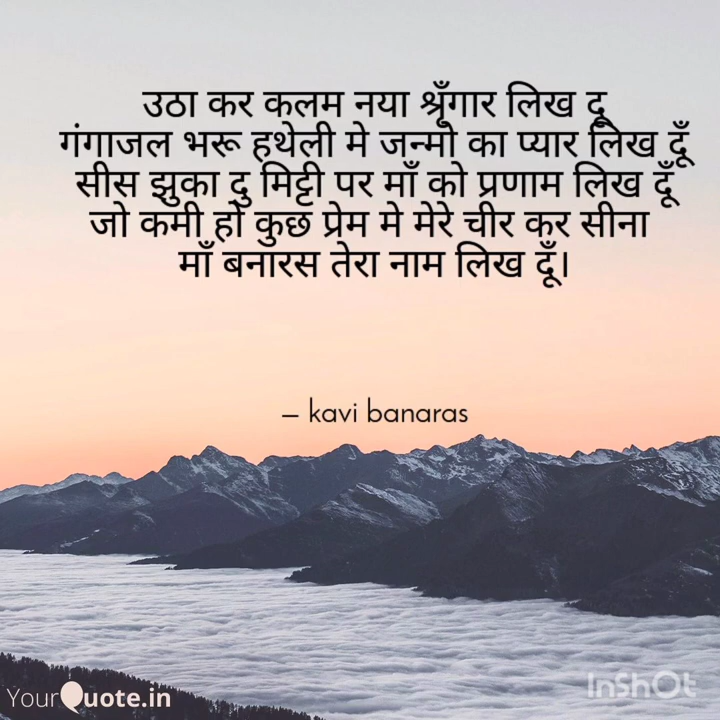 उठा कर कलम नया श्रृँगार लिख दू
गंगाजल भरू हथेली मे जन्मो का प्यार लिख दूँ
सीस झुका दु मिट्टी पर माँ को प्रणाम लिख दूँ
जो कमी हो कुछ प्रेम मे मेरे चीर कर सीना
माँ बनारस तेरा नाम लिख दूँ।
– kavi banaras
YourQuote.in
InShOt